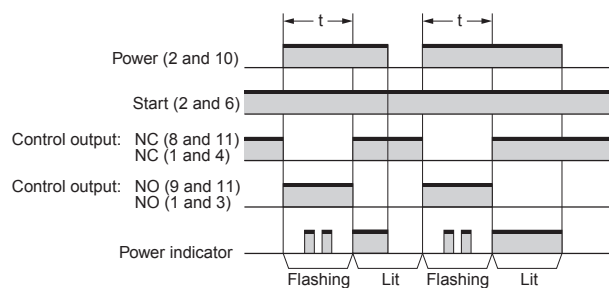 t
t
Power (2 and 10)
Start (2 and 6)
Control output: NC (8 and 11)
NC (1 and 4)
Control output: NO (9 and 11)
NO (1 and 3)
Power indicator
Flashing Lit Flashing Lit